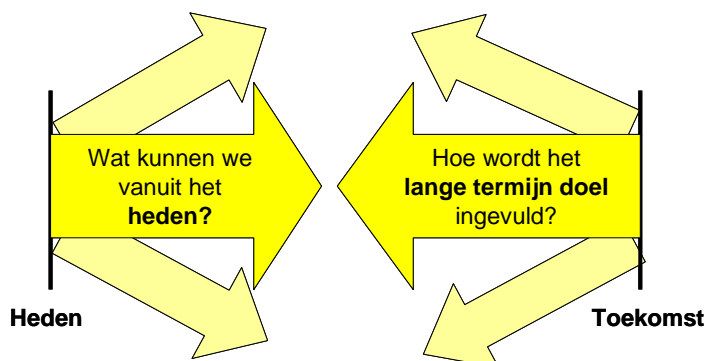 Wat kunnen we
vanuit het
heden?
Hoe wordt het
lange termijn doel
ingevuld?
Heden
Toekomst